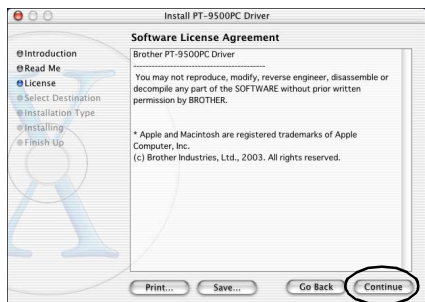 Install PT-9500PC Driver
Software License Agreement
Introduction
Read Me
License
Select Destination
Installation Type
Installing
Finish Up
Brother PT-9500PC Driver
----------------------------------------------
You may not reproduce, modify, reverse engineer, disassemble or
decompile any part of the SOFTWARE without prior written
permission by BROTHER.
* Apple and Macintosh are registered trademarks of Apple
Computer, Inc.
(c) Brother Industries, Ltd., 2003. All rights reserved.
Print... Save... Go Back Continue